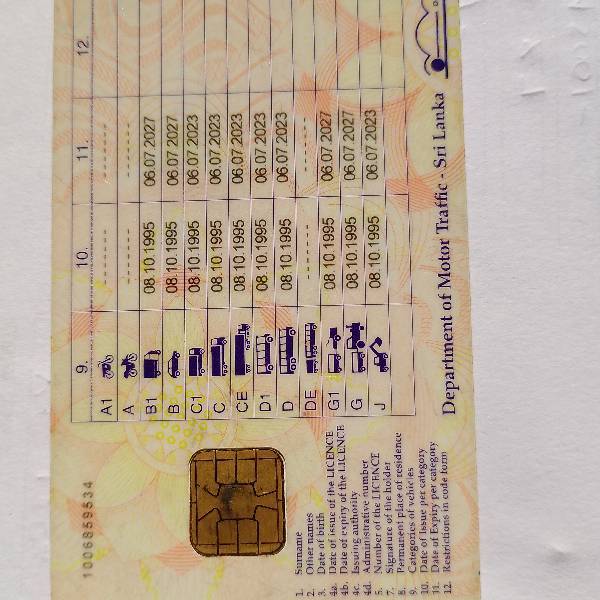 1006859534
9. 10. 11. 12.
A1 ------- -------
A ------- -------
B1 08.10.1995 06.07.2027
B 08.10.1995 06.07.2027
C1 08.10.1995 06.07.2023
C 08.10.1995 06.07.2023
CE 08.10.1995 06.07.2023
D1 08.10.1995 06.07.2023
D 08.10.1995 06.07.2023
DE ------- -------
G1 08.10.1995 06.07.2027
G 08.10.1995 06.07.2027
J 08.10.1995 06.07.2023
1. Surname
2. Other names
3. Date of birth
4a. Date of issue of the LICENCE
4b. Date of expiry of the LICENCE
4c. Issuing authority
4d. Administrative number
5. Number of the LICENCE
7. Signature of the holder
8. Permanent place of residence
9. Categories of vehicles
10. Date of Issue per category
11. Date of Expiry per category
12. Restrictions in code form
Department of Motor Traffic - Sri Lanka